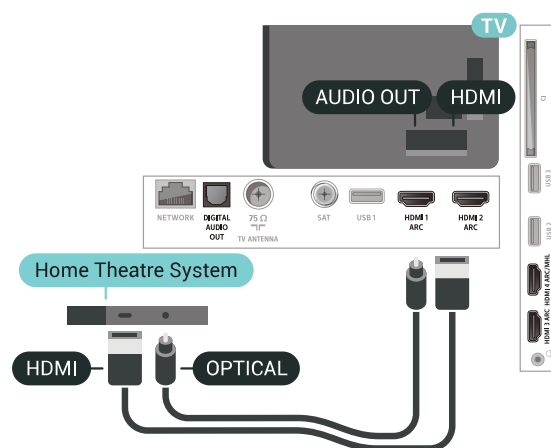 TV
AUDIO OUT
HDMI
CI
USB 3
USB 2
HDMI 4 ARC/MHL
HDMI 3 ARC
NETWORK
DIGITAL
AUDIO
OUT
75 Ω
TV ANTENNA
SAT
USB 1
HDMI 1
ARC
HDMI 2
ARC
Home Theatre System
HDMI
OPTICAL